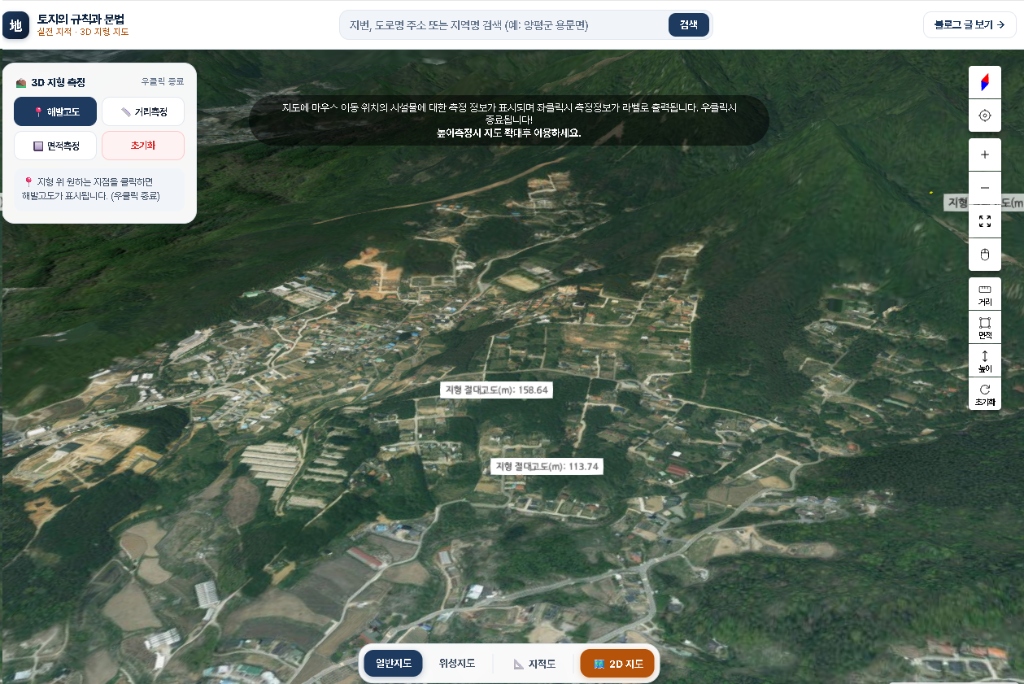 地
토지의 규칙과 문법
실전 지적 · 3D 지형 지도
지번, 도로명 주소 또는 지역명 검색 (예: 양평군 용문면)
검색
블로그 글 보기 →
3D 지형 측정
우클릭 종료
해발고도
거리측정
면적측정
초기화
지형 위 원하는 지점을 클릭하면
해발고도가 표시됩니다. (우클릭 종료)
지도에 마우스 이동 위치의 시설물에 대한 측정 정보가 표시되며 좌클릭시 측정정보가 라벨로 출력됩니다. 우클릭시
종료됩니다!
높이측정시 지도 확대후 이용하세요.
지형
도(m
거리
면적
높이
초기화
지형 절대고도(m): 158.64
지형 절대고도(m): 113.74
일반지도
위성지도
지적도
2D 지도